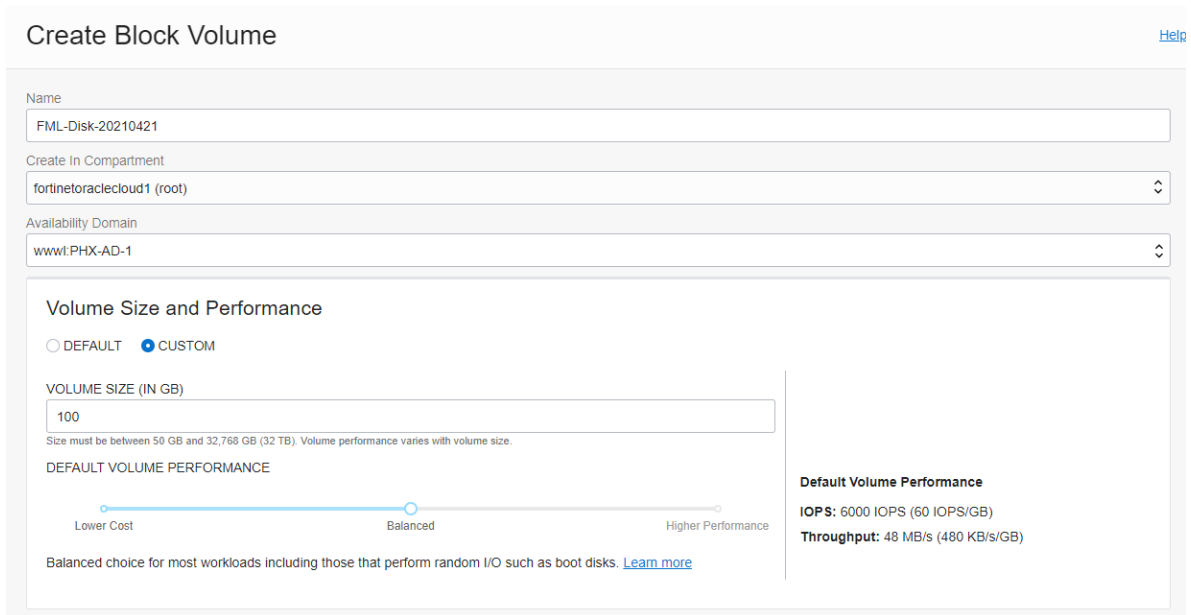 Create Block Volume
Help
Name
FML-Disk-20210421
Create In Compartment
fortinetoraclecloud1 (root)
Availability Domain
wwwl:PHX-AD-1
Volume Size and Performance
DEFAULT CUSTOM
VOLUME SIZE (IN GB)
100
Size must be between 50 GB and 32,768 GB (32 TB). Volume performance varies with volume size.
DEFAULT VOLUME PERFORMANCE
Lower Cost Balanced Higher Performance
Balanced choice for most workloads including those that perform random I/O such as boot disks. Learn more
Default Volume Performance
IOPS: 6000 IOPS (60 IOPS/GB)
Throughput: 48 MB/s (480 KB/s/GB)